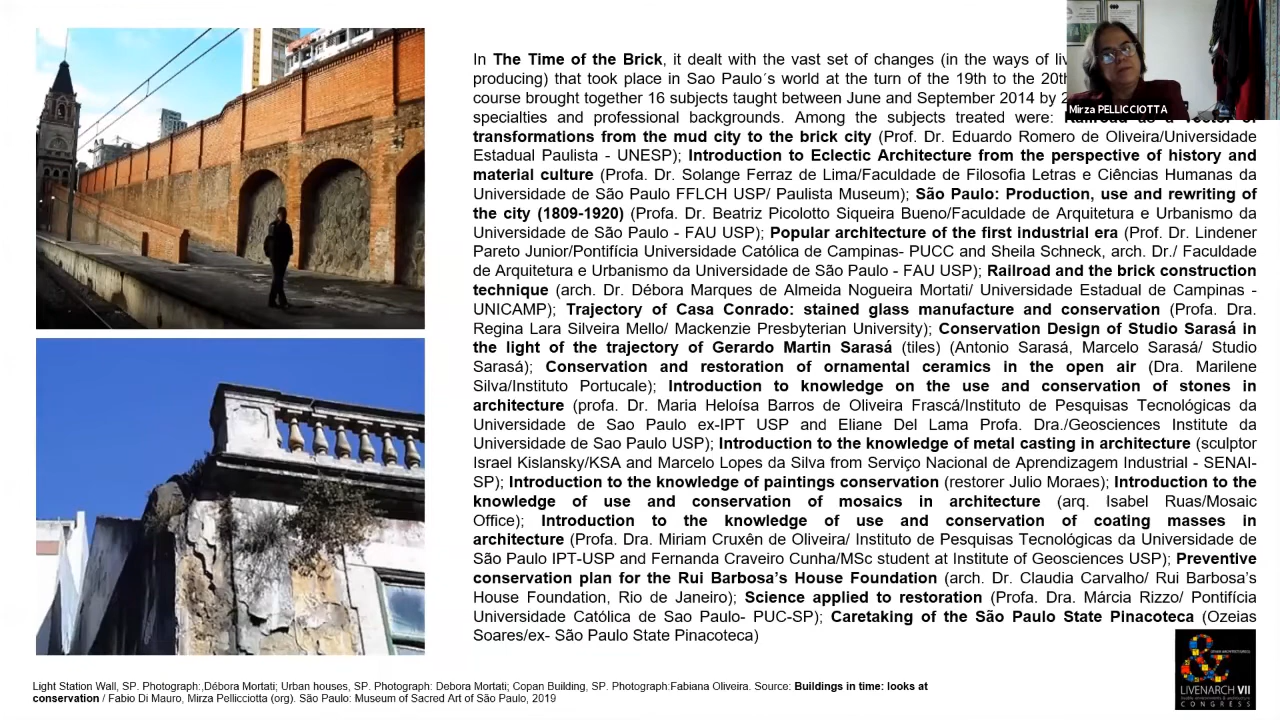 In The Time of the Brick, it dealt with the vast set of changes (in the ways of
producing) that took place in Sao Paulo´s world at the turn of the 19th to the
course brought together 16 subjects taught between June and September 2014 by
specialties and professional backgrounds. Among the subjects treated were:
transformations from the mud city to the brick city (Prof. Dr. Eduardo Romero de Oliveira/Universidade
Estadual Paulista - UNESP); Introduction to Eclectic Architecture from the perspective of history and
material culture (Profa. Dr. Solange Ferraz de Lima/Faculdade de Filosofia Letras e Ciências Humanas da
Universidade de São Paulo FFLCH USP/ Paulista Museum); São Paulo: Production, use and rewriting of
the city (1809-1920) (Profa. Dr. Beatriz Picolotto Siqueira Bueno/Faculdade de Arquitetura e Urbanismo da
Universidade de São Paulo - FAU USP); Popular architecture of the first industrial era (Prof. Dr. Lindener
Pareto Junior/Pontifícia Universidade Católica de Campinas- PUCC and Sheila Schneck, arch. Dr./ Faculdade
de Arquitetura e Urbanismo da Universidade de São Paulo - FAU USP); Railroad and the brick construction
technique (arch. Dr. Débora Marques de Almeida Nogueira Mortati/ Universidade Estadual de Campinas -
UNICAMP); Trajectory of Casa Conrado: stained glass manufacture and conservation (Profa. Dra.
Regina Lara Silveira Mello/ Mackenzie Presbyterian University); Conservation Design of Studio Sarasá in
the light of the trajectory of Gerardo Martin Sarasá (tiles) (Antonio Sarasá, Marcelo Sarasá/ Studio
Sarasá); Conservation and restoration of ornamental ceramics in the open air (Dra. Marilene
Silva/Instituto Portucale); Introduction to knowledge on the use and conservation of stones in
architecture (profa. Dr. Maria Heloísa Barros de Oliveira Frascá/Instituto de Pesquisas Tecnológicas da
Universidade de Sao Paulo ex-IPT USP and Eliane Del Lama Profa. Dra./Geosciences Institute da
Universidade de Sao Paulo USP); Introduction to the knowledge of metal casting in architecture (sculptor
Israel Kislansky/KSA and Marcelo Lopes da Silva from Serviço Nacional de Aprendizagem Industrial - SENAI-
SP); Introduction to the knowledge of paintings conservation (restorer Julio Moraes); Introduction to the
knowledge of use and conservation of mosaics in architecture (arq. Isabel Ruas/Mosaic
Office); Introduction to the knowledge of use and conservation of coating masses in
architecture (Profa. Dra. Miriam Cruxên de Oliveira/ Instituto de Pesquisas Tecnológicas da Universidade de
São Paulo IPT-USP and Fernanda Craveiro Cunha/MSc student at Institute of Geosciences USP); Preventive
conservation plan for the Rui Barbosa’s House Foundation (arch. Dr. Claudia Carvalho/ Rui Barbosa’s
House Foundation, Rio de Janeiro); Science applied to restoration (Profa. Dra. Márcia Rizzo/ Pontifícia
Universidade Católica de Sao Paulo- PUC-SP); Caretaking of the São Paulo State Pinacoteca (Ozeias
Soares/ex- São Paulo State Pinacoteca)
Mirza PELLICCIOTTA
Light Station Wall, SP. Photograph: Débora Mortati; Urban houses, SP. Photograph: Debora Mortati; Japan Building, SP. Photograph Fabiana Oliveira. Source: Buildings in time: looks at
conservation / Fabio Di Mauro, Mirza Pelliciotta (org). São Paulo: Museum of Sacred Art of São Paulo. 2019
LIVENARCH VII
CONGRESS